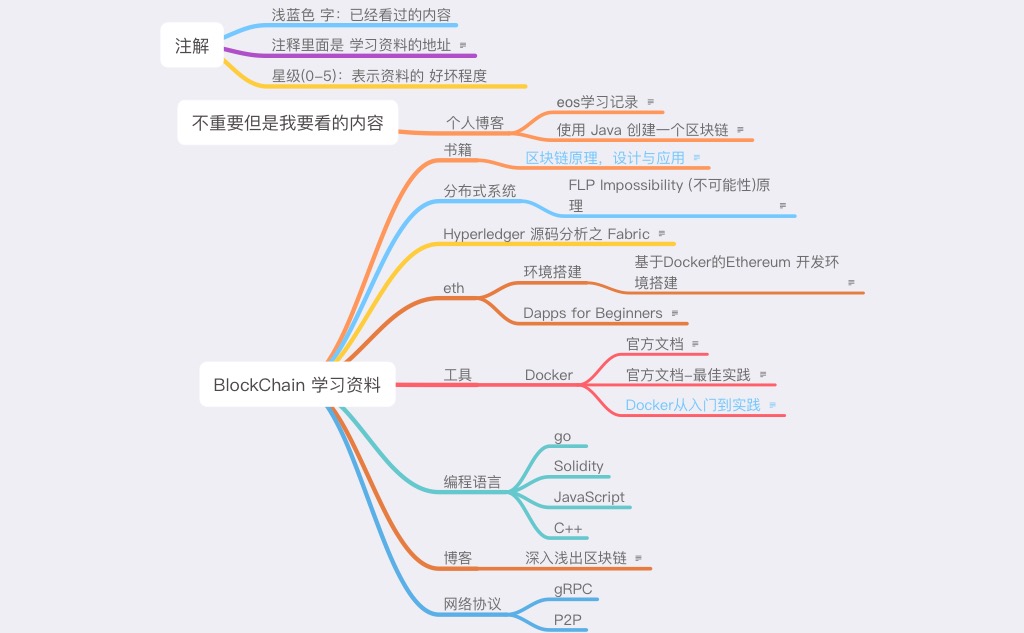 注解
浅蓝色 字：已经看过的内容
注释里面是 学习资料的地址
星级(0-5)：表示资料的 好坏程度
不重要但是我要看的内容
个人博客
eos学习记录
使用 Java 创建一个区块链
BlockChain 学习资料
书籍
区块链原理，设计与应用
分布式系统
FLP Impossibility (不可能性)原
理
Hyperledger 源码分析之 Fabric
eth
环境搭建
基于Docker的Ethereum 开发环
境搭建
Dapps for Beginners
工具
Docker
官方文档
官方文档-最佳实践
Docker从入门到实践
编程语言
go
Solidity
JavaScript
C++
博客
深入浅出区块链
网络协议
gRPC
P2P